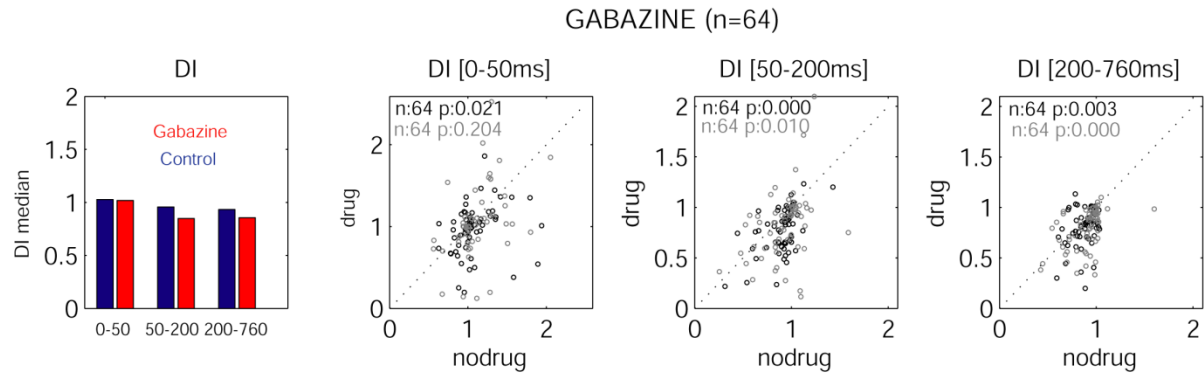 GABAZINE (n=64)
DI
2
1.5
1
0.5
0
DI median
Gabazine
Control
0-50 50-200 200-760
DI [0-50ms]
n:64 p:0.021
n:64 p:0.204
2
1
0
drug
0 1 2
nodrug
DI [50-200ms]
n:64 p:0.000
n:64 p:0.010
2
1.5
1
0.5
0
drug
0 1 2
nodrug
DI [200-760ms]
n:64 p:0.003
n:64 p:0.000
2
1.5
1
0.5
0
drug
0 1 2
nodrug